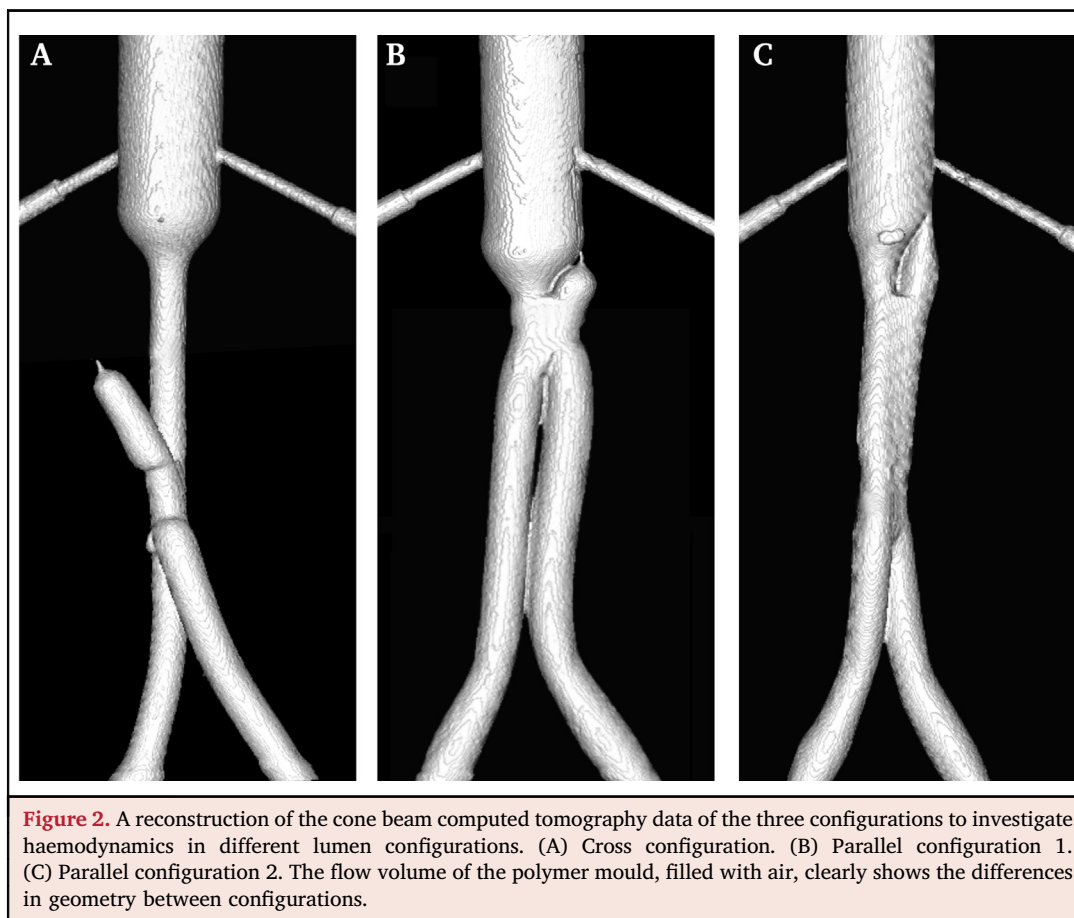 A
B
C
Figure 2. A reconstruction of the cone beam computed tomography data of the three configurations to investigate
haemodynamics in different lumen configurations. (A) Cross configuration. (B) Parallel configuration 1.
(C) Parallel configuration 2. The flow volume of the polymer mould, filled with air, clearly shows the differences
in geometry between configurations.